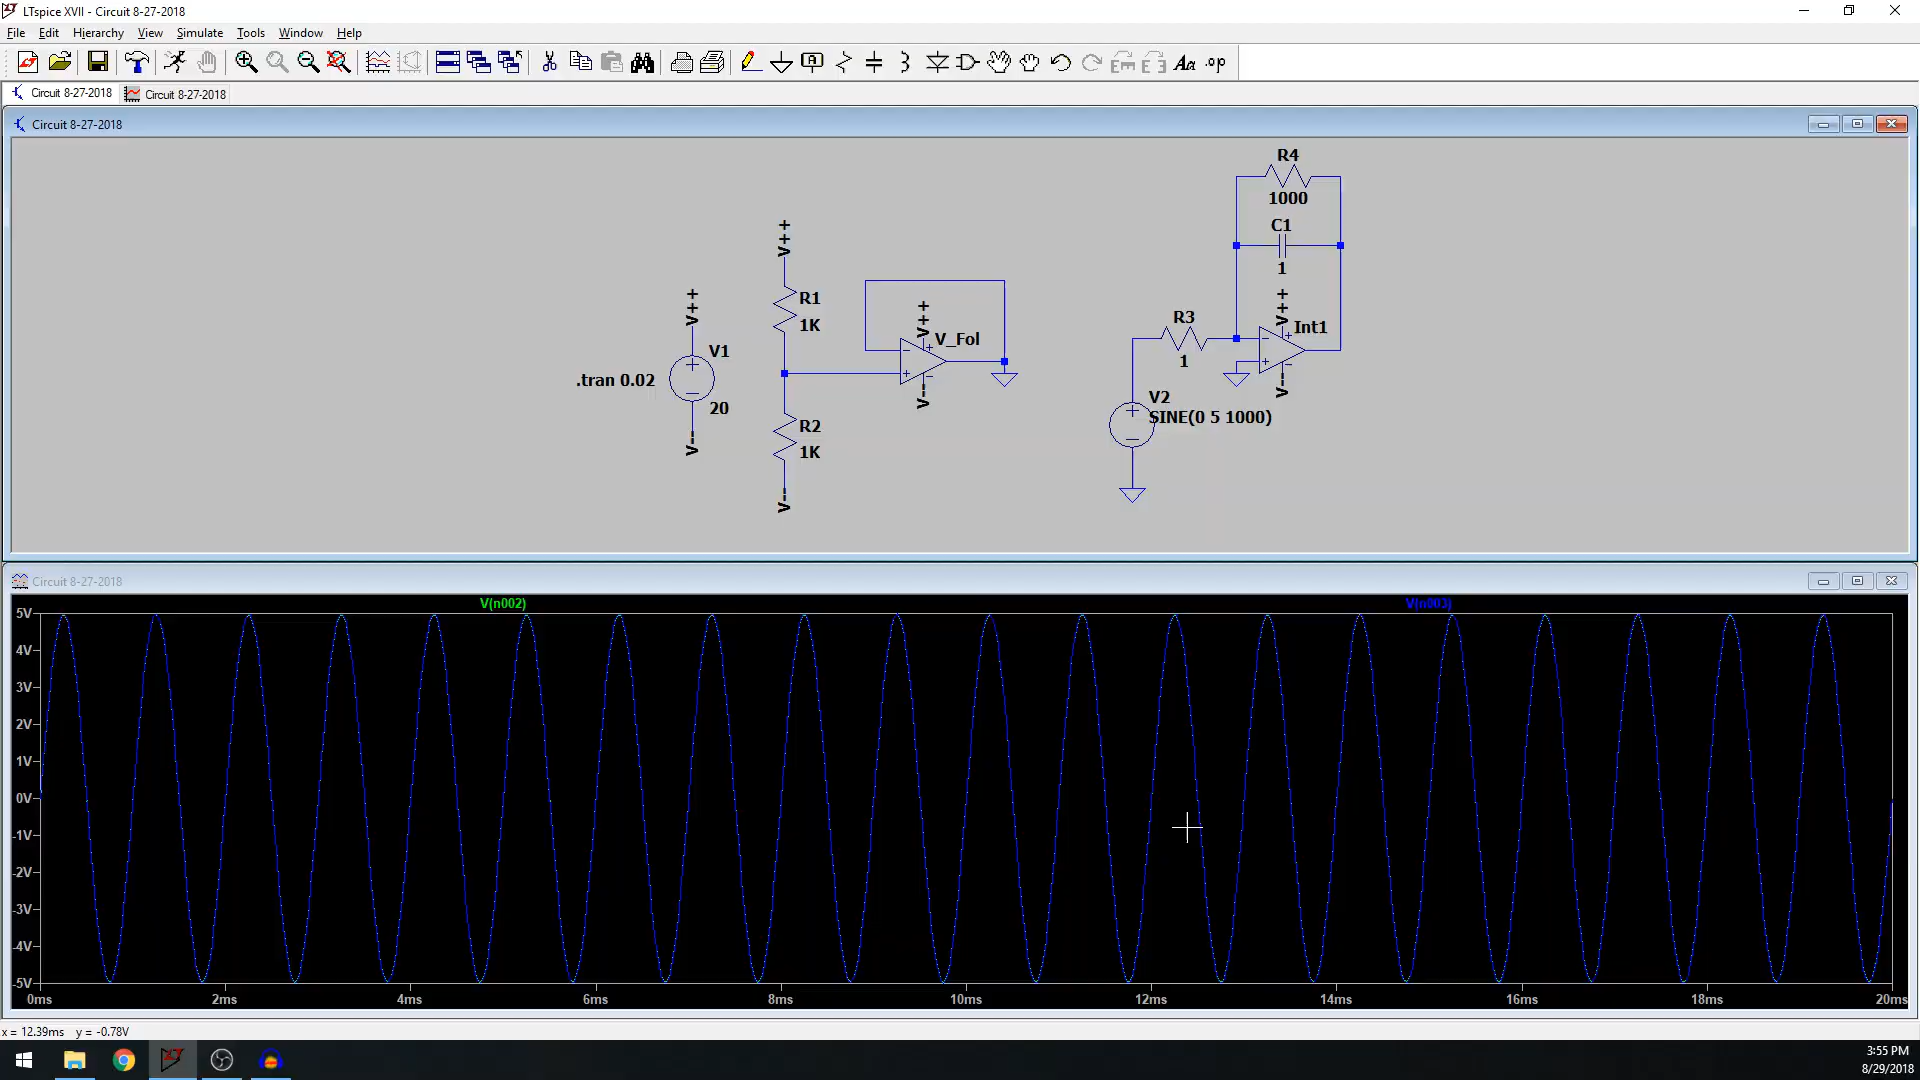 LTspice XVII - Circuit 8-27-2018
File Edit Hierarchy View Simulate Tools Window Help
Aa .op
Circuit 8-27-2018 Circuit 8-27-2018
Circuit 8-27-2018
R4
1000
C1
1
V++
V++
V++
V++
R1
1K
V_Fol
R3
1
Int1
V1
.tran 0.02
20
V--
V--
V--
V--
R2
1K
V2
SINE(0 5 1000)
Circuit 8-27-2018
V(n002) V(n003)
5V
4V
3V
2V
1V
0V
-1V
-2V
-3V
-4V
-5V
0ms 2ms 4ms 6ms 8ms 10ms 12ms 14ms 16ms 18ms 20ms
x = 12.39ms y = -0.78V
3:55 PM
8/29/2018